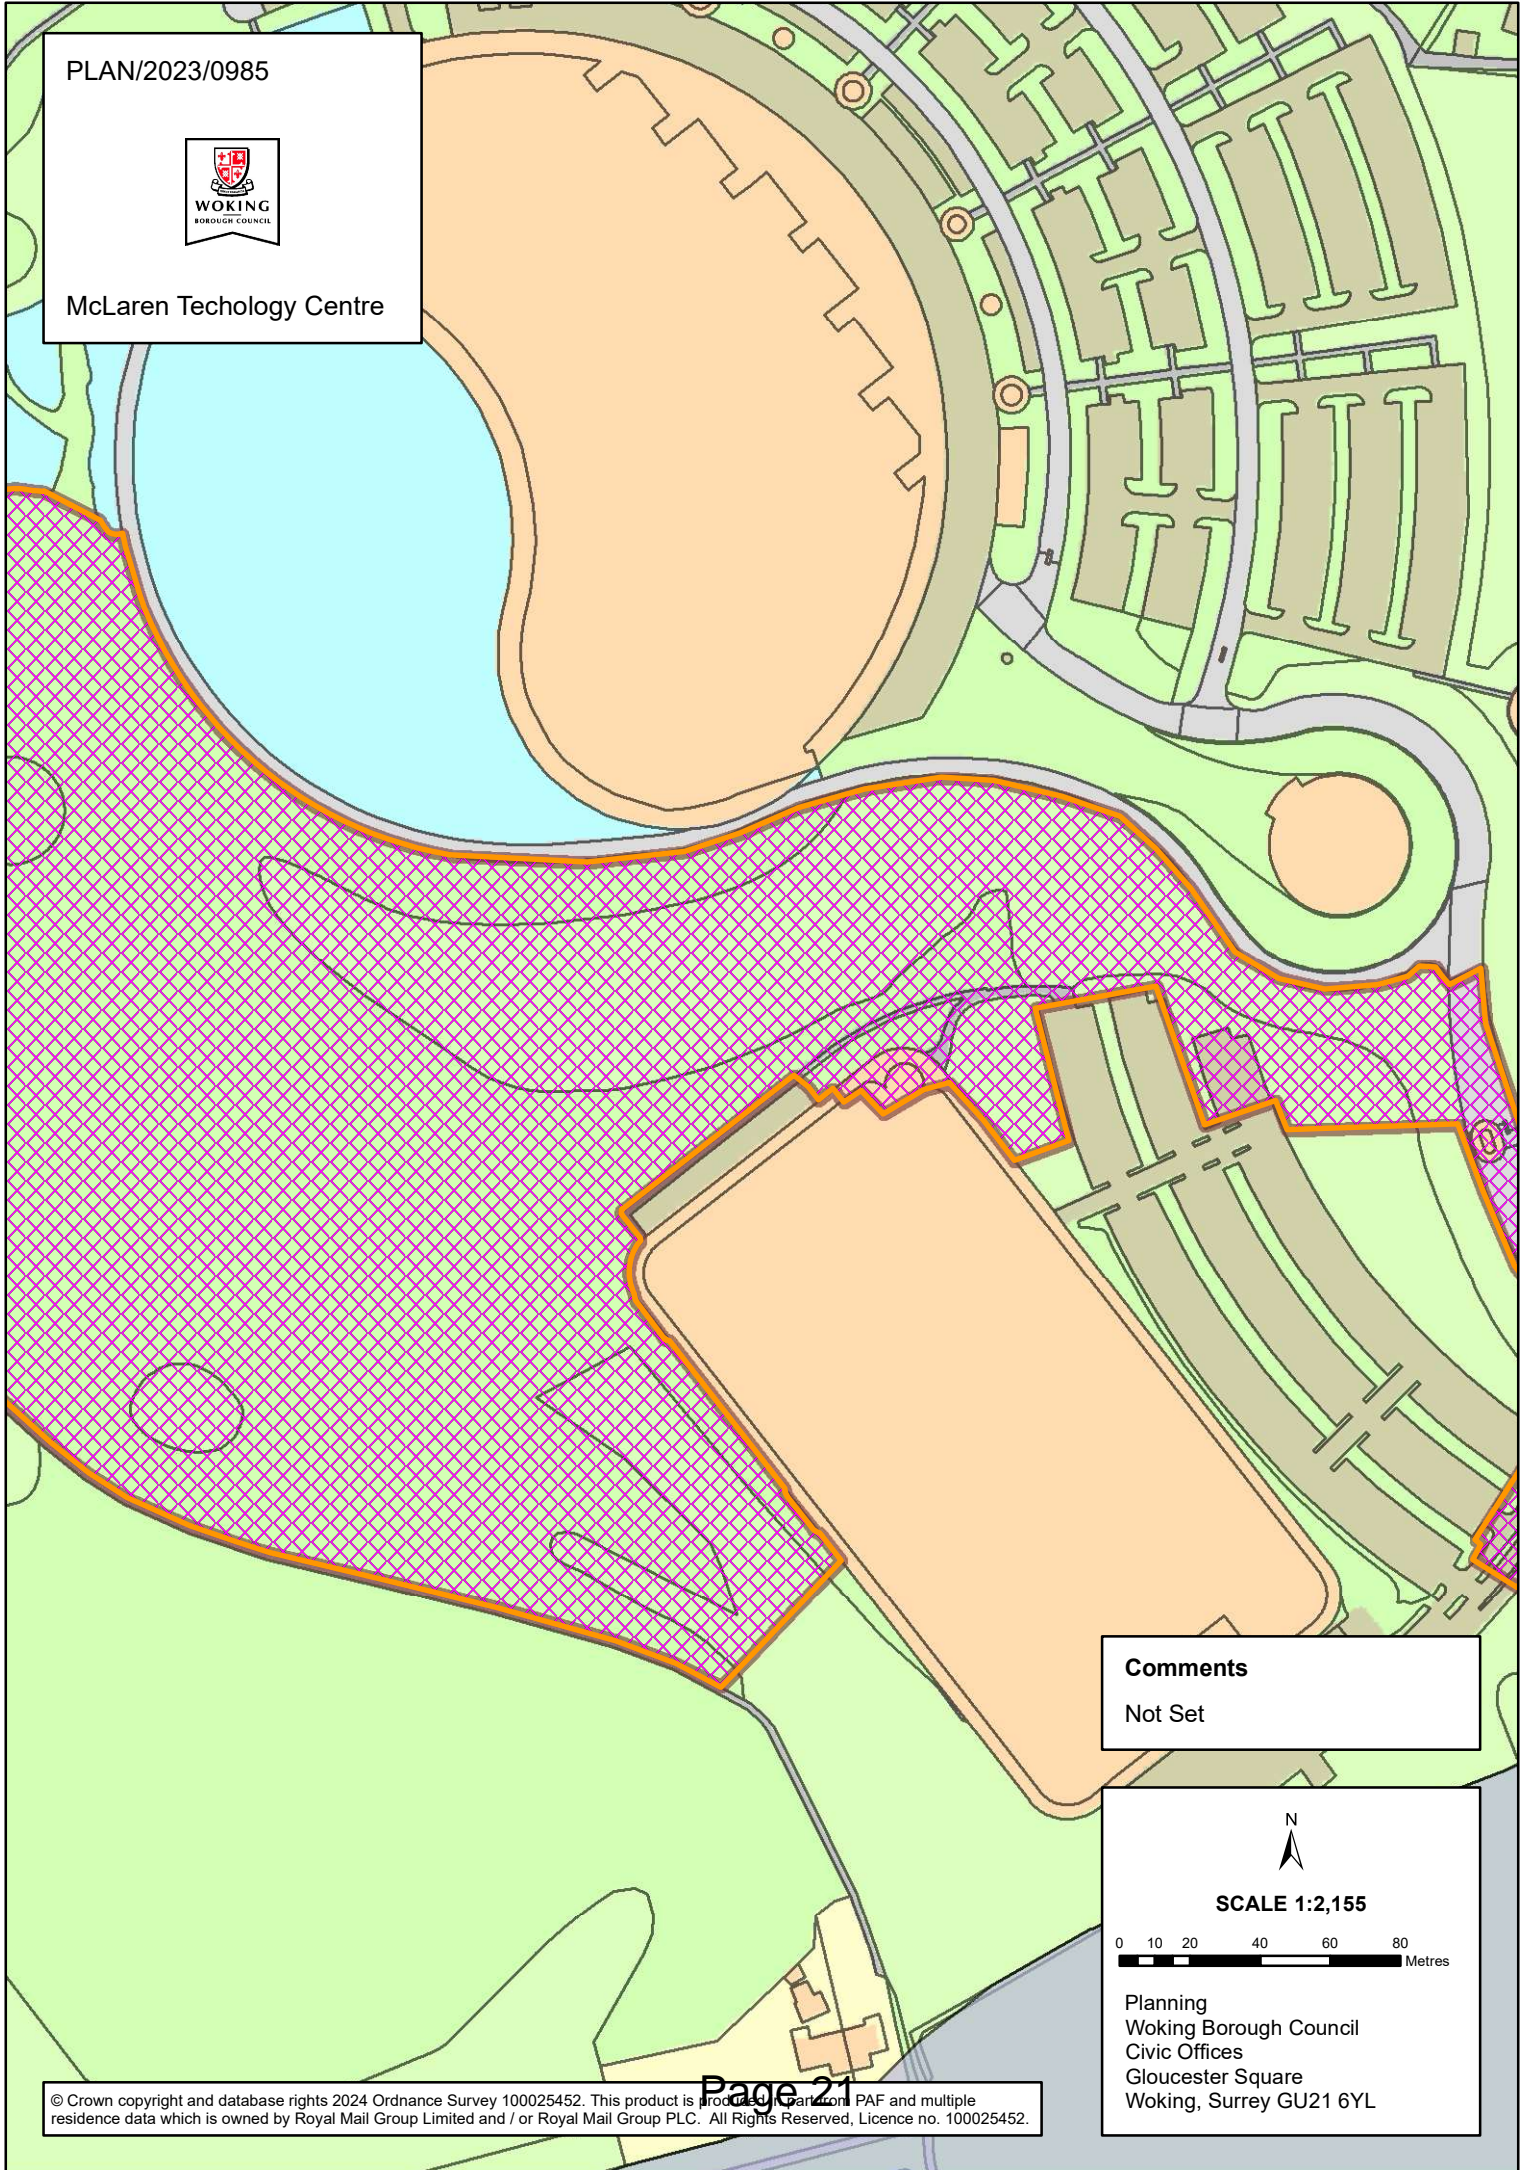 PLAN/2023/0985
WOKING
BOROUGH COUNCIL
McLaren Techology Centre
Comments
Not Set
N
SCALE 1:2,155
0 10 20 40 60 80
Metres
Planning
Woking Borough Council
Civic Offices
Gloucester Square
Woking, Surrey GU21 6YL
© Crown copyright and database rights 2024 Ordnance Survey 100025452. This product is produced in part from PAF and multiple
residence data which is owned by Royal Mail Group Limited and / or Royal Mail Group PLC. All Rights Reserved, Licence no. 100025452.
Page 21